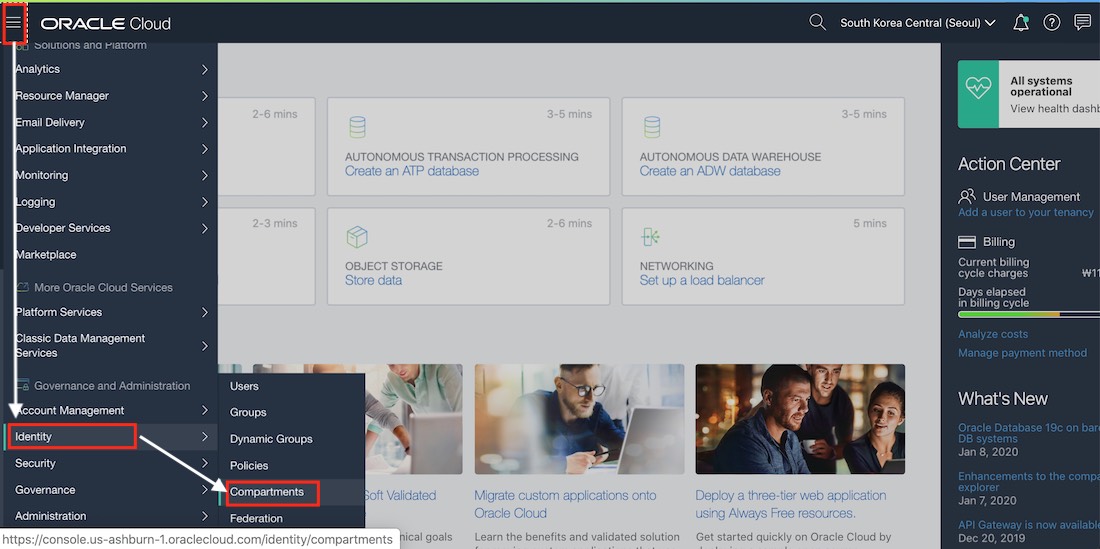 ORACLE Cloud
South Korea Central (Seoul)
Solutions and Platform
Analytics
Resource Manager
Email Delivery
Application Integration
Monitoring
Logging
Developer Services
Marketplace
More Oracle Cloud Services
Platform Services
Classic Data Management
Services
Governance and Administration
Account Management
Identity
Security
Governance
Administration
Users
Groups
Dynamic Groups
Policies
Compartments
Federation
2-6 mins
3-5 mins
AUTONOMOUS TRANSACTION PROCESSING
Create an ATP database
3-5 mins
AUTONOMOUS DATA WAREHOUSE
Create an ADW database
2-3 mins
2-6 mins
OBJECT STORAGE
Store data
5 mins
NETWORKING
Set up a load balancer
Soft Validated
nical goals
Migrate custom applications onto
Oracle Cloud
Learn the benefits and validated solution
Deploy a three-tier web application
using Always Free resources.
Get started quickly on Oracle Cloud by
All systems
operational
View health dashb
Action Center
User Management
Add a user to your tenancy
Billing
Current billing
cycle charges
₩11
Days elapsed
in billing cycle
Analyze costs
Manage payment method
What's New
Oracle Database 19c on bare
DB systems
Jan 8, 2020
Enhancements to the compa
explorer
Jan 7, 2020
API Gateway is now available
Dec 20, 2019
https://console.us-ashburn-1.oraclecloud.com/identity/compartments